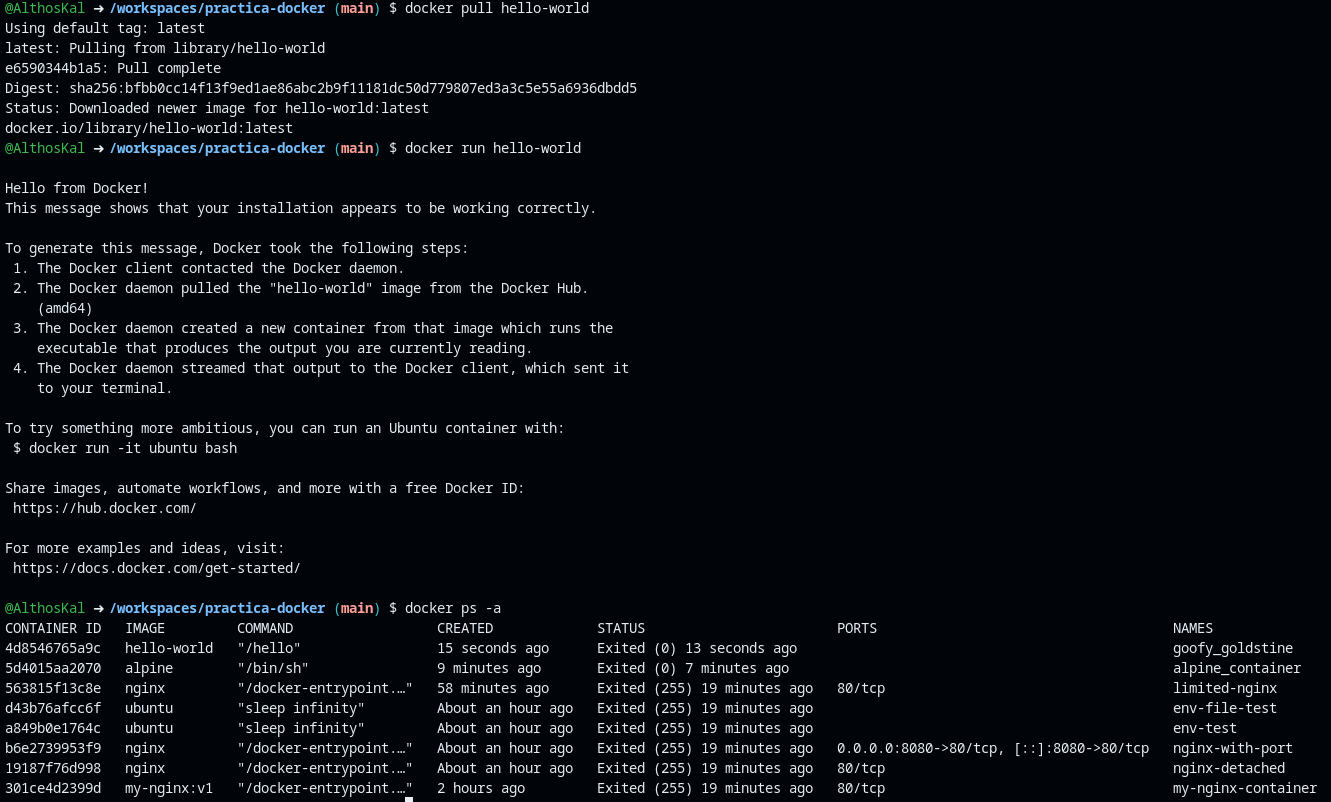 @AlthosKal ➜ /workspaces/practica-docker (main) $ docker pull hello-world
Using default tag: latest
latest: Pulling from library/hello-world
e6590344b1a5: Pull complete
Digest: sha256:bfbb0cc14f13f9ed1ae86abc2b9f11181dc50d779807ed3a3c5e55a6936dbdd5
Status: Downloaded newer image for hello-world:latest
docker.io/library/hello-world:latest
@AlthosKal ➜ /workspaces/practica-docker (main) $ docker run hello-world

Hello from Docker!
This message shows that your installation appears to be working correctly.

To generate this message, Docker took the following steps:
 1. The Docker client contacted the Docker daemon.
 2. The Docker daemon pulled the "hello-world" image from the Docker Hub.
    (amd64)
 3. The Docker daemon created a new container from that image which runs the
    executable that produces the output you are currently reading.
 4. The Docker daemon streamed that output to the Docker client, which sent it
    to your terminal.

To try something more ambitious, you can run an Ubuntu container with:
 $ docker run -it ubuntu bash

Share images, automate workflows, and more with a free Docker ID:
 https://hub.docker.com/

For more examples and ideas, visit:
 https://docs.docker.com/get-started/

@AlthosKal ➜ /workspaces/practica-docker (main) $ docker ps -a
CONTAINER ID   IMAGE         COMMAND                  CREATED             STATUS                        PORTS                                     NAMES
4d8546765a9c   hello-world   "/hello"                 15 seconds ago      Exited (0) 13 seconds ago                                               goofy_goldstine
5d4015aa2070   alpine        "/bin/sh"                9 minutes ago       Exited (0) 7 minutes ago                                                alpine_container
563815f13c8e   nginx         "/docker-entrypoint.…"   58 minutes ago      Exited (255) 19 minutes ago   80/tcp                                    limited-nginx
d43b76afcc6f   ubuntu        "sleep infinity"         About an hour ago   Exited (255) 19 minutes ago                                             env-file-test
a849b0e1764c   ubuntu        "sleep infinity"         About an hour ago   Exited (255) 19 minutes ago                                             env-test
b6e2739953f9   nginx         "/docker-entrypoint.…"   About an hour ago   Exited (255) 19 minutes ago   0.0.0.0:8080->80/tcp, [::]:8080->80/tcp   nginx-with-port
19187f76d998   nginx         "/docker-entrypoint.…"   About an hour ago   Exited (255) 19 minutes ago   80/tcp                                    nginx-detached
301ce4d2399d   my-nginx:v1   "/docker-entrypoint.…"   2 hours ago         Exited (255) 19 minutes ago   80/tcp                                    my-nginx-container